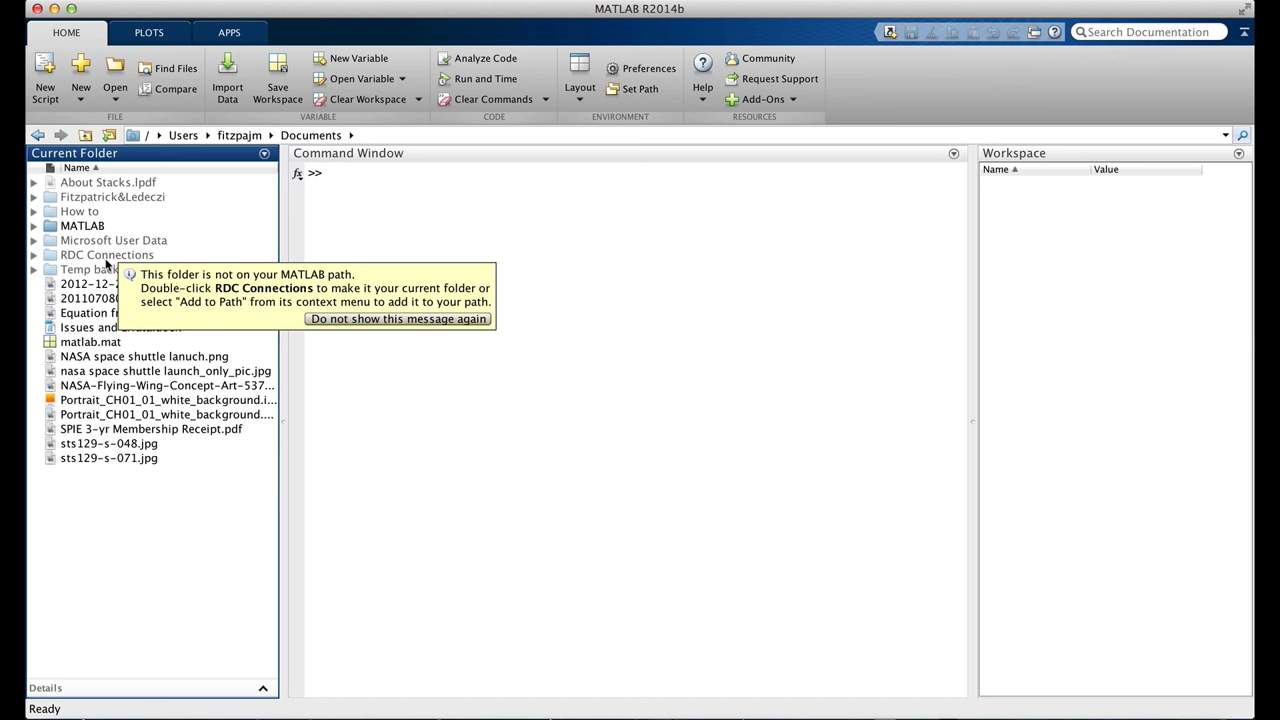 MATLAB R2014b
HOME PLOTS APPS
Search Documentation
New Script
New
Open
Find Files
Compare
Import Data
Save Workspace
New Variable
Open Variable
Clear Workspace
Analyze Code
Run and Time
Clear Commands
Layout
Preferences
Set Path
Help
Community
Request Support
Add-Ons
FILE VARIABLE CODE ENVIRONMENT RESOURCES
/ Users fitzpajm Documents
Current Folder
Name
About Stacks.lpdf
Fitzpatrick&Ledeczi
How to
MATLAB
Microsoft User Data
RDC Connections
Temp
2012-12-
20110708
Equation
Issues and
matlab.mat
NASA space shuttle lanuch.png
nasa space shuttle launch_only_pic.jpg
NASA-Flying-Wing-Concept-Art-537...
Portrait_CH01_01_white_background.i...
Portrait_CH01_01_white_background....
SPIE 3-yr Membership Receipt.pdf
sts129-s-048.jpg
sts129-s-071.jpg
Details
Ready
This folder is not on your MATLAB path.
Double-click RDC Connections to make it your current folder or
select "Add to Path" from its context menu to add it to your path.
Do not show this message again
Command Window
fx >>
Workspace
Name Value